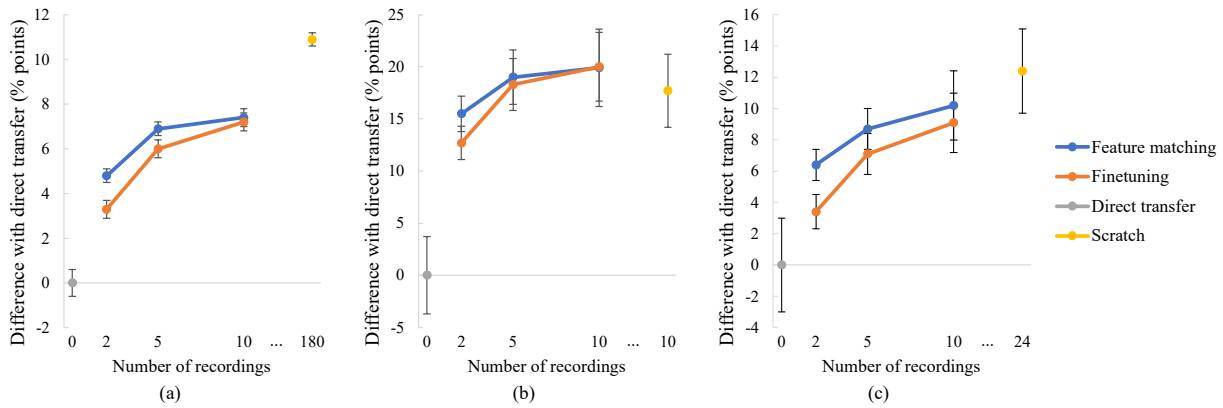 Difference with direct transfer (% points)
12
10
8
6
4
2
0
-2
0 2 5 10 ... 180
Number of recordings
(a)
Difference with direct transfer (% points)
25
20
15
10
5
0
-5
0 2 5 10 ... 10
Number of recordings
(b)
Difference with direct transfer (% points)
16
14
12
10
8
6
4
2
0
-2
-4
0 2 5 10 ... 24
Number of recordings
(c)
Feature matching
Finetuning
Direct transfer
Scratch